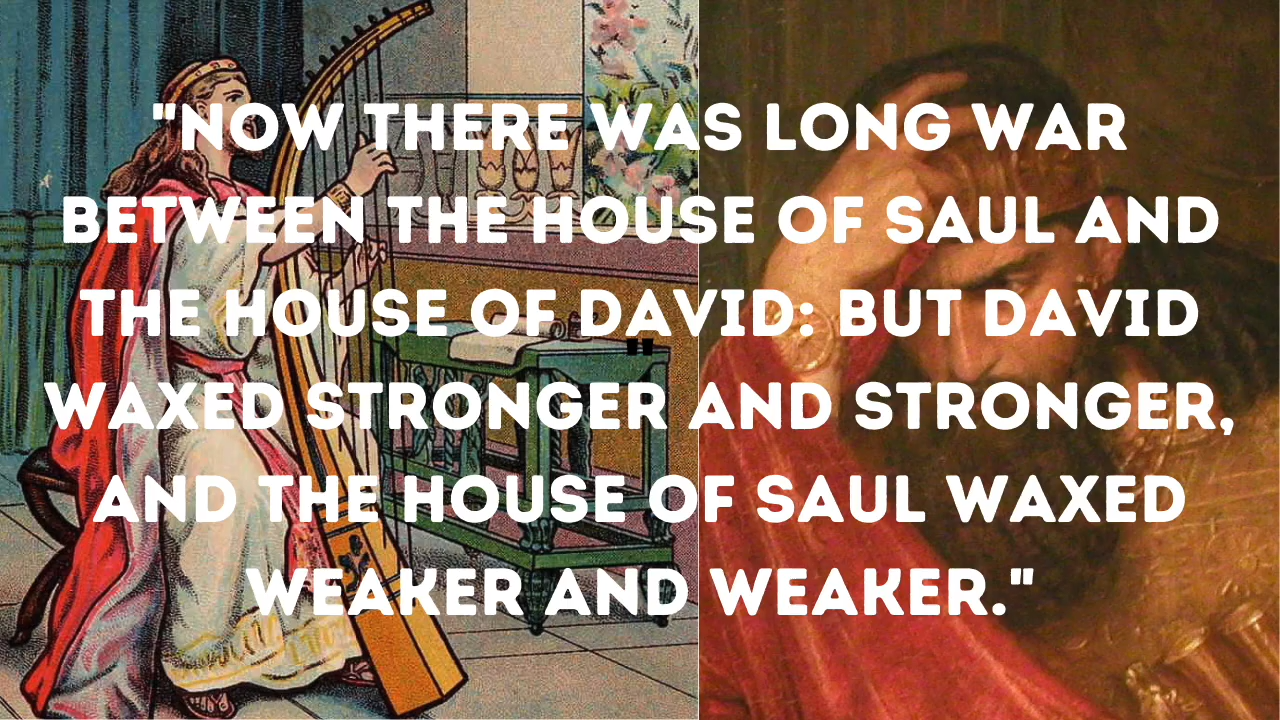 "NOW THERE WAS LONG WAR
BETWEEN THE HOUSE OF SAUL AND
THE HOUSE OF DAVID: BUT DAVID
"
WAXED STRONGER AND STRONGER,
AND THE HOUSE OF SAUL WAXED
WEAKER AND WEAKER."